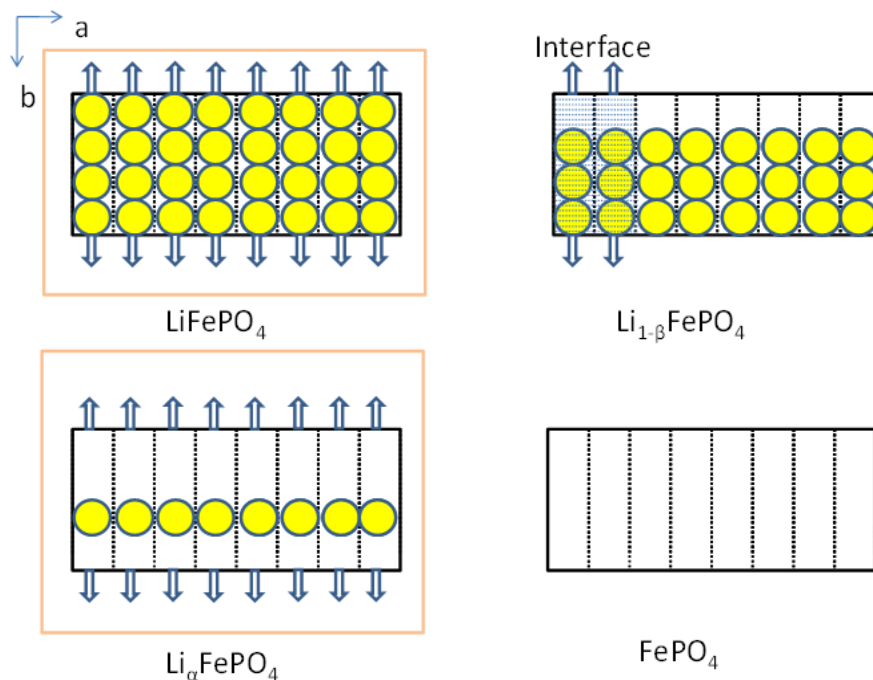 a
b
Interface
LiFePO₄
Li₁₋βFePO₄
LiαFePO₄
FePO₄